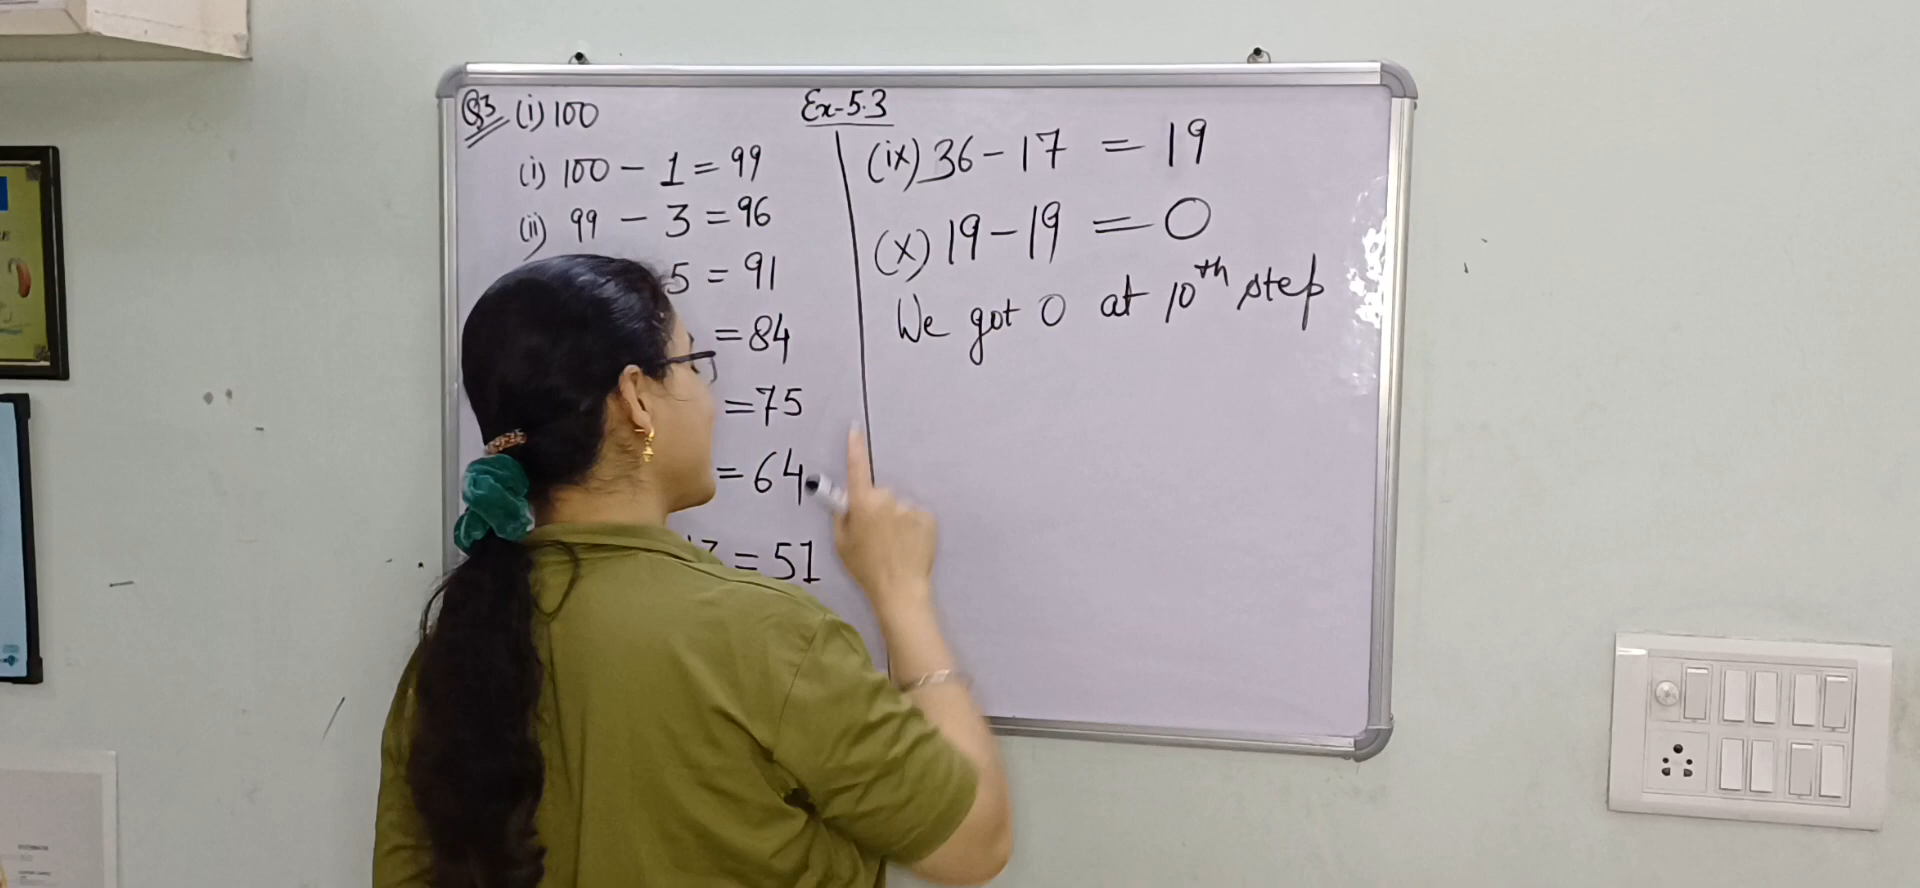 Ex-5.3
Q3 (i) 100
(i) 100 - 1 = 99
(ii) 99 - 3 = 96
5 = 91
= 84
= 75
= 64
= 51
(ix) 36 - 17 = 19
(x) 19 - 19 = 0
We got 0 at 10th step